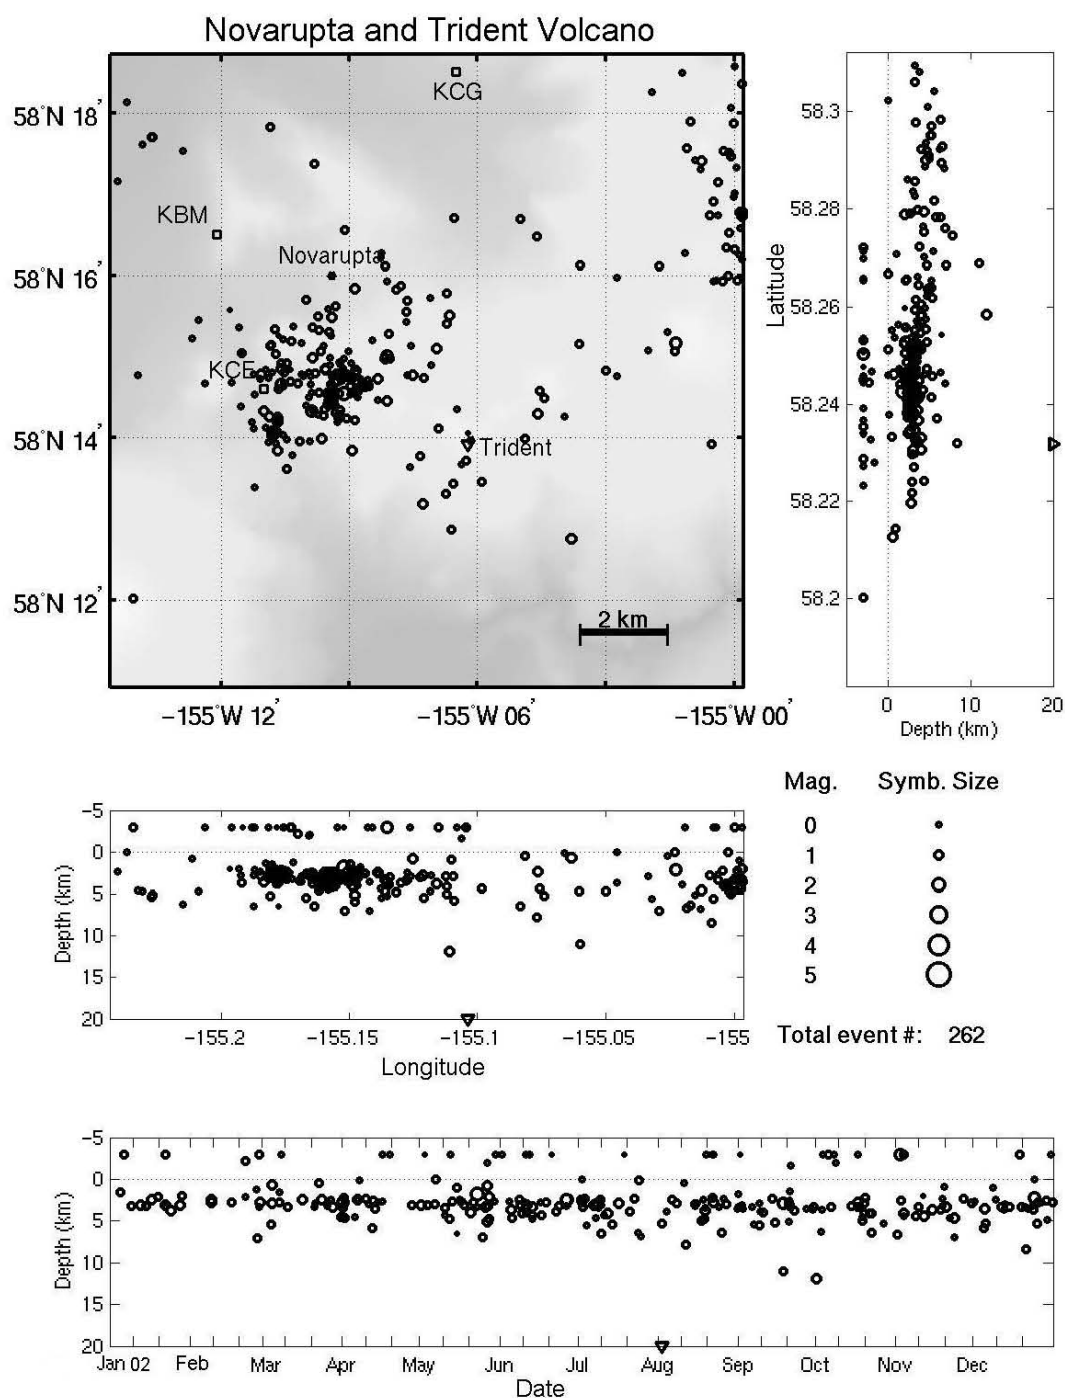 Novarupta and Trident Volcano
58°N 18'
58°N 16'
58°N 14'
58°N 12'
KCG
KBM
Novarupta
KCE
Trident
2 km
−155°W 12'
−155°W 06'
−155°W 00'
58.3
58.28
58.26
58.24
58.22
58.2
Latitude
0
10
20
Depth (km)
−5
0
5
10
15
20
Depth (km)
−155.2
−155.15
−155.1
−155.05
−155
Longitude
Mag. Symb. Size
0
1
2
3
4
5
Total event #: 262
−5
0
5
10
15
20
Depth (km)
Jan 02 Feb Mar Apr May Jun Jul Aug Sep Oct Nov Dec
Date